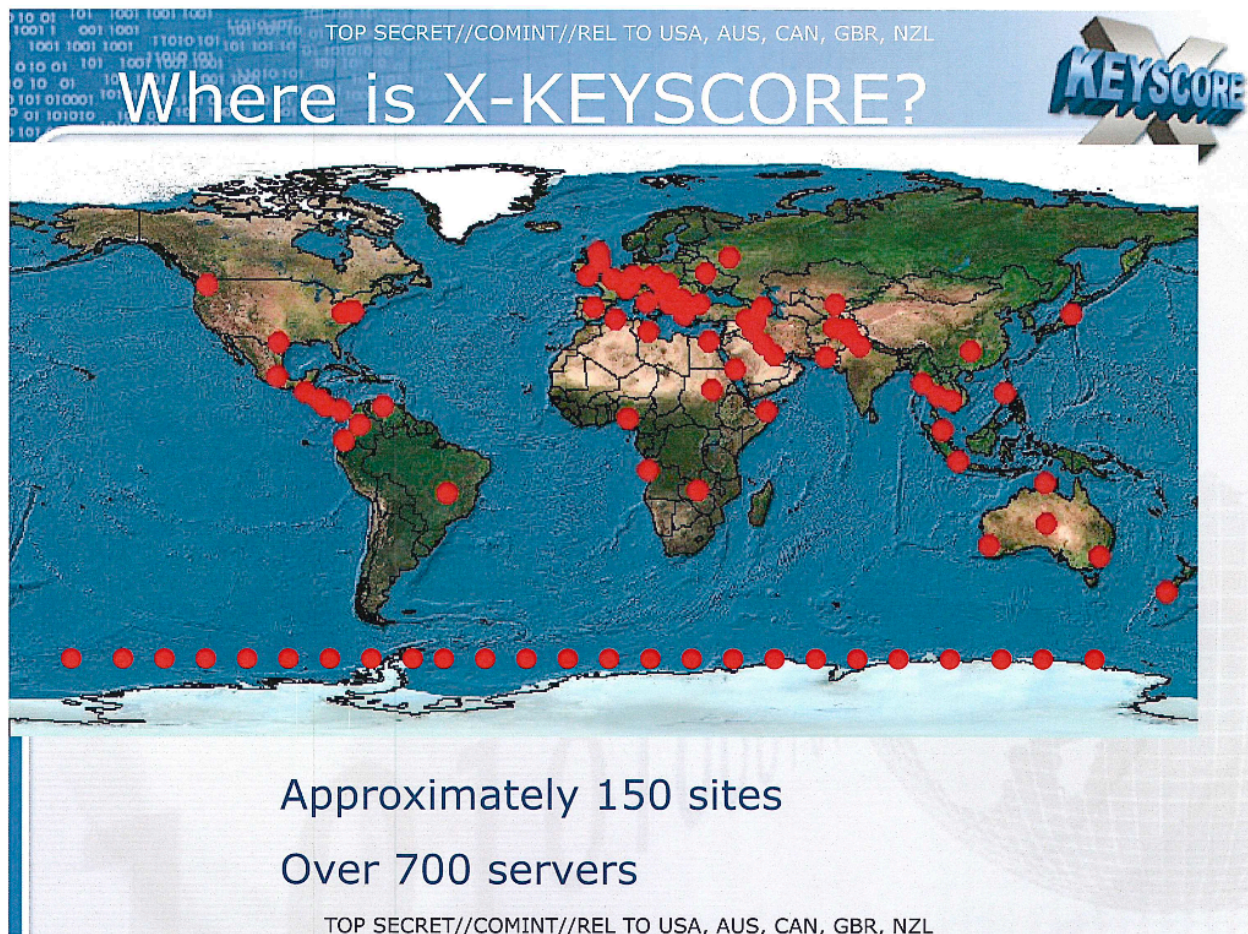 TOP SECRET//COMINT//REL TO USA, AUS, CAN, GBR, NZL
Where is X-KEYSCORE?
X
KEYSCORE
Approximately 150 sites
Over 700 servers
TOP SECRET//COMINT//REL TO USA, AUS, CAN, GBR, NZL